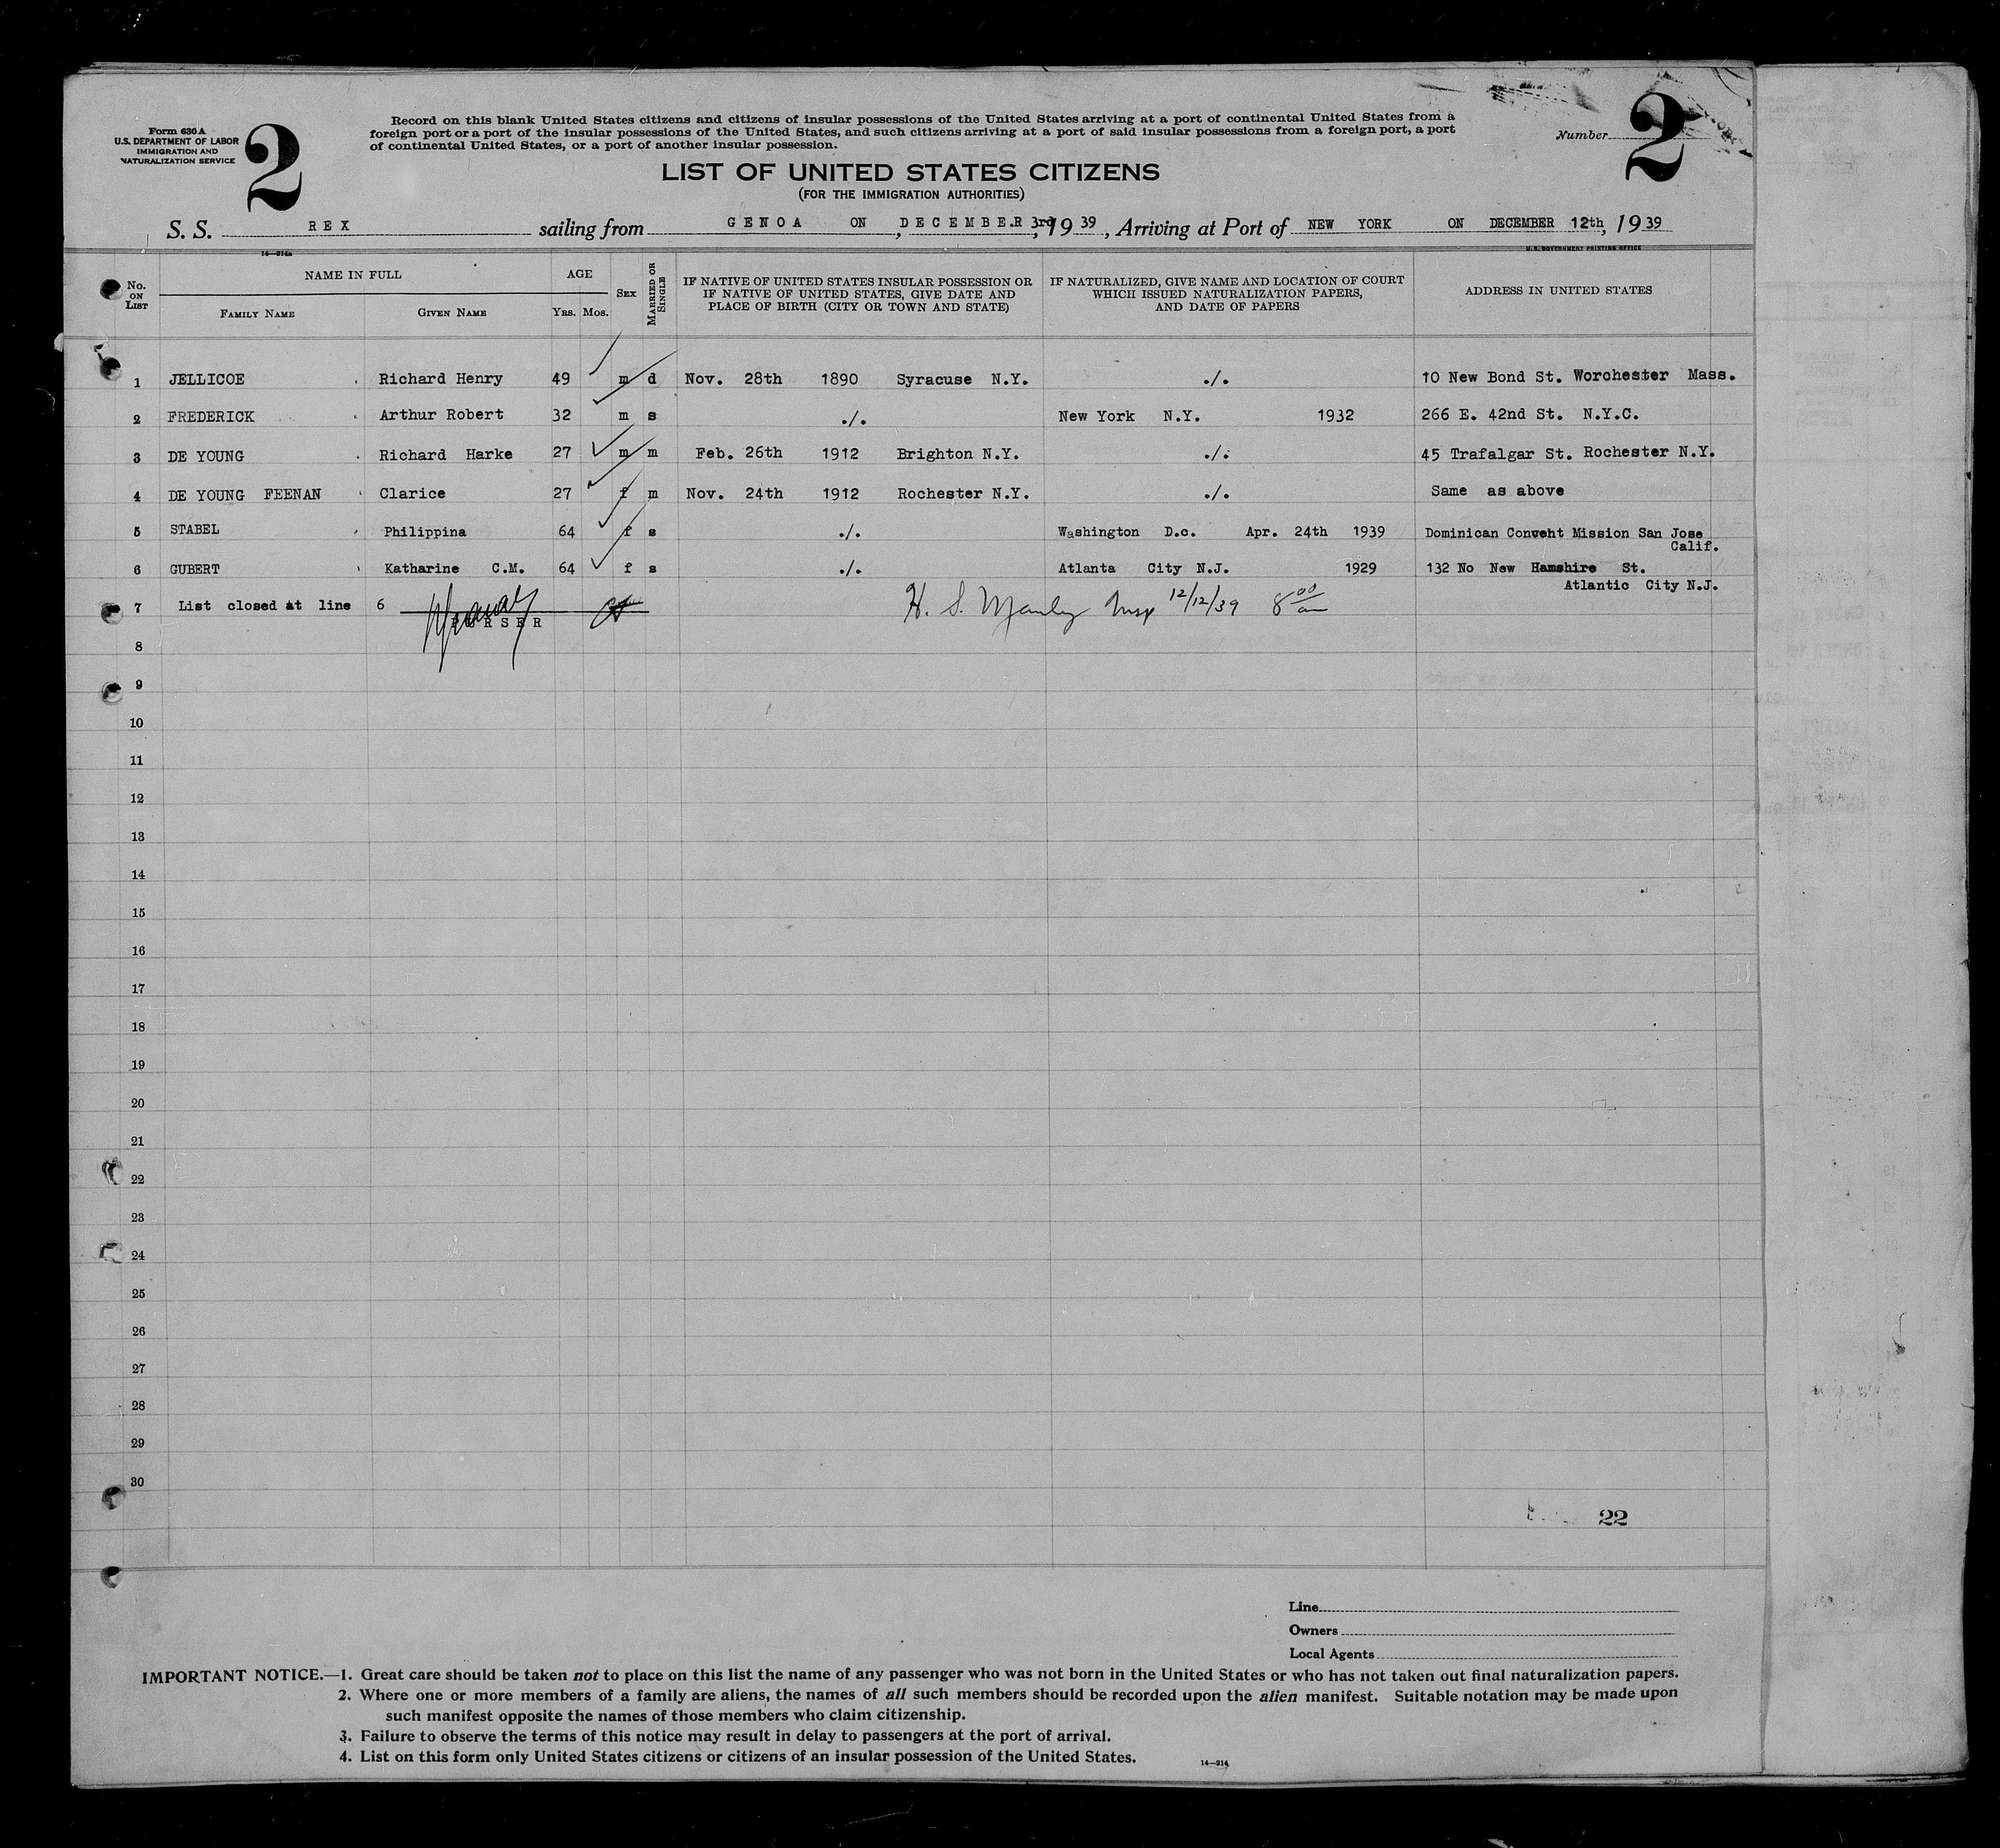 Form 630 A
U.S. DEPARTMENT OF LABOR
IMMIGRATION AND
NATURALIZATION SERVICE
2
Record on this blank United States citizens and citizens of insular possessions of the United States arriving at a port of continental United States from a
foreign port or a port of the insular possessions of the United States, and such citizens arriving at a port of said insular possessions from a foreign port, a port
of continental United States, or a port of another insular possession.
Number 2
LIST OF UNITED STATES CITIZENS
(FOR THE IMMIGRATION AUTHORITIES)
S. S. REX sailing from GENOA ON, DECEMBER 3rd, 19 39, Arriving at Port of NEW YORK ON DECEMBER 12th, 19 39
14—214a U.S. GOVERNMENT PRINTING OFFICE
No. ON LIST
NAME IN FULL
FAMILY NAME GIVEN NAME
AGE
YRS. MOS.
SEX
MARRIED OR SINGLE
IF NATIVE OF UNITED STATES INSULAR POSSESSION OR
IF NATIVE OF UNITED STATES, GIVE DATE AND
PLACE OF BIRTH (CITY OR TOWN AND STATE)
IF NATURALIZED, GIVE NAME AND LOCATION OF COURT
WHICH ISSUED NATURALIZATION PAPERS,
AND DATE OF PAPERS
ADDRESS IN UNITED STATES
1 JELLICOE Richard Henry 49 m d Nov. 28th 1890 Syracuse N.Y. ./. 10 New Bond St. Worchester Mass.
2 FREDERICK Arthur Robert 32 m s ./. New York N.Y. 1932 266 E. 42nd St. N.Y.C.
3 DE YOUNG Richard Harke 27 m m Feb. 26th 1912 Brighton N.Y. ./. 45 Trafalgar St. Rochester N.Y.
4 DE YOUNG FEENAN Clarice 27 f m Nov. 24th 1912 Rochester N.Y. ./. Same as above
5 STABEL Philippina 64 f s ./. Washington D.c. Apr. 24th 1939 Dominican Conveht Mission San Jose
Calif.
6 GUBERT Katharine C.M. 64 f s ./. Atlanta City N.J. 1929 132 No New Hamshire St.
Atlantic City N.J.
7 List closed at line 6 H. S. Manley Insp 12/12/39 8 00 am
PURSER
8
9
10
11
12
13
14
15
16
17
18
19
20
21
22
23
24
25
26
27
28
29
30
22
Line
Owners
Local Agents
IMPORTANT NOTICE.—1. Great care should be taken not to place on this list the name of any passenger who was not born in the United States or who has not taken out final naturalization papers.
2. Where one or more members of a family are aliens, the names of all such members should be recorded upon the alien manifest. Suitable notation may be made upon
such manifest opposite the names of those members who claim citizenship.
3. Failure to observe the terms of this notice may result in delay to passengers at the port of arrival.
4. List on this form only United States citizens or citizens of an insular possession of the United States.
14—214